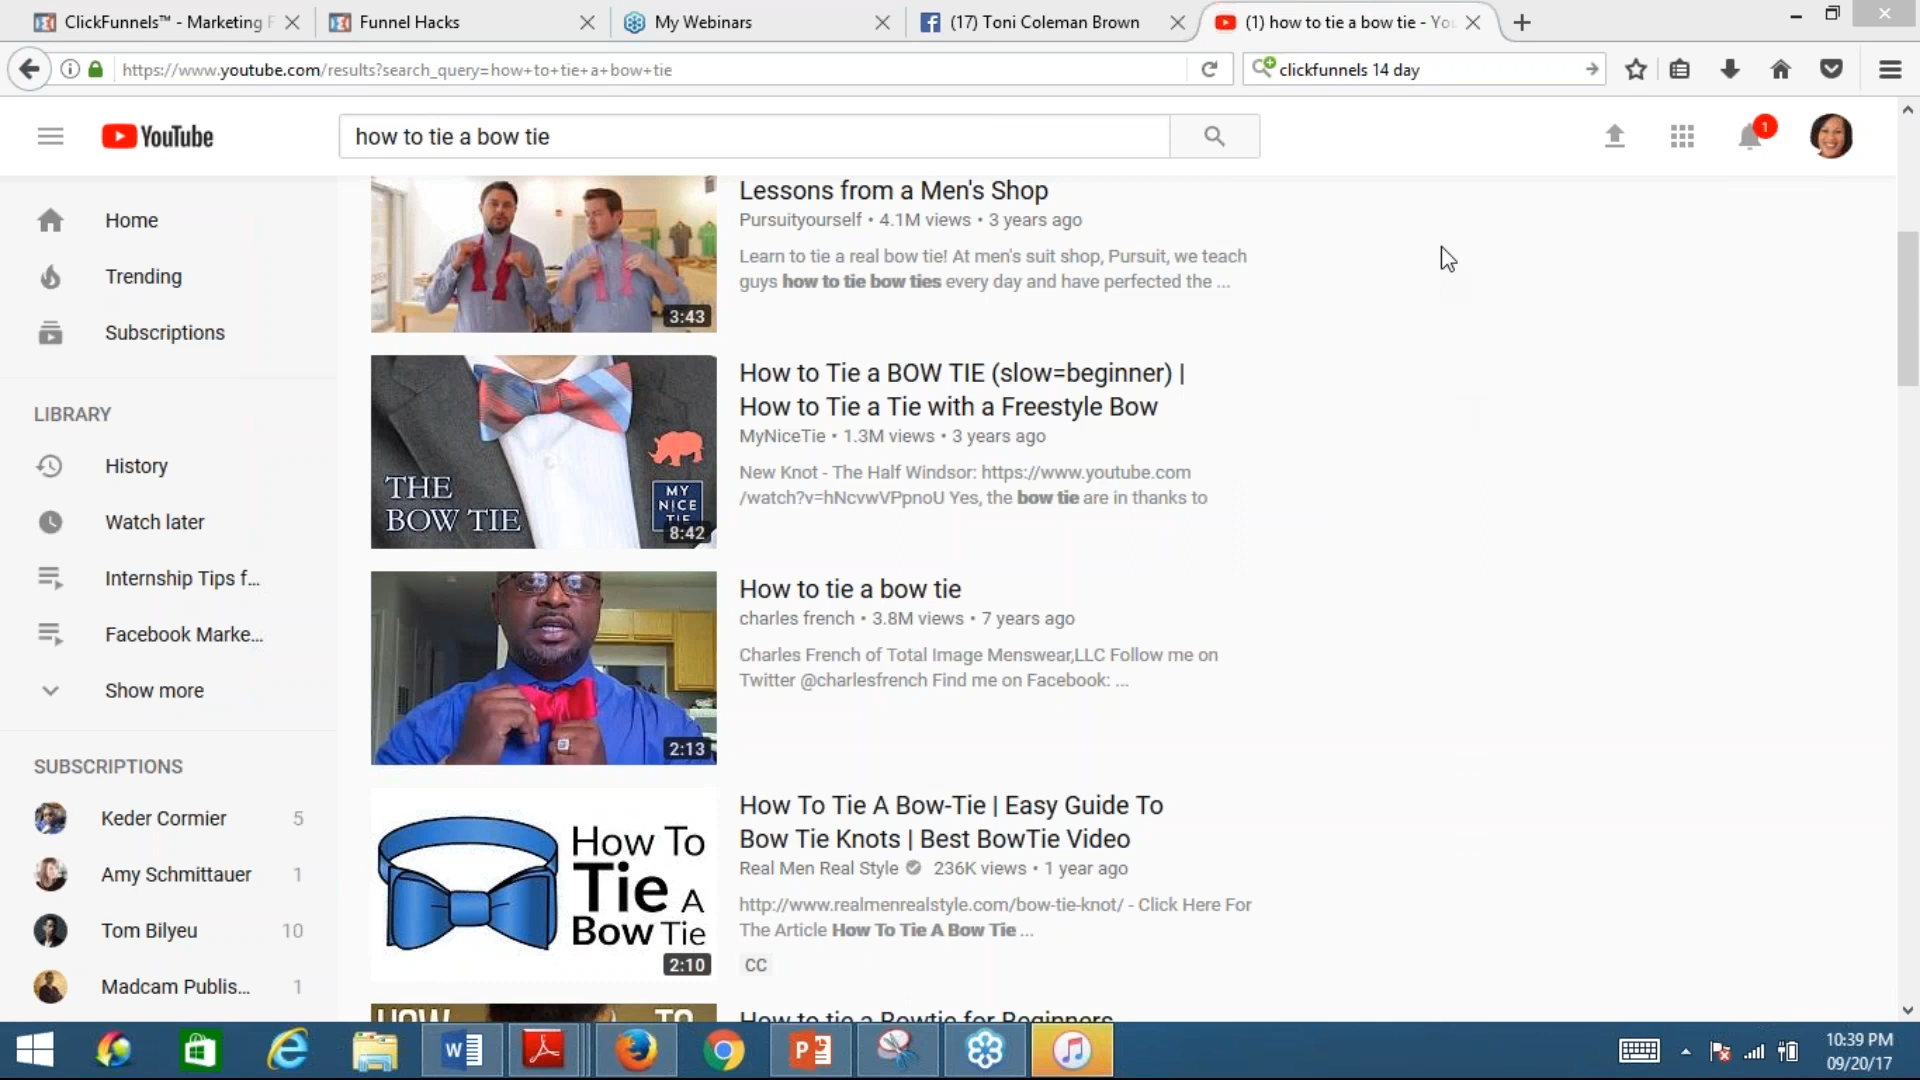 ClickFunnels™ - Marketing F
Funnel Hacks
My Webinars
(17) Toni Coleman Brown
(1) how to tie a bow tie - You
https://www.youtube.com/results?search_query=how+to+tie+a+bow+tie
clickfunnels 14 day
YouTube
how to tie a bow tie
1
Home
Trending
Subscriptions
LIBRARY
History
Watch later
Internship Tips f...
Facebook Marke...
Show more
SUBSCRIPTIONS
Keder Cormier 5
Amy Schmittauer 1
Tom Bilyeu 10
Madcam Publis... 1
3:43
Lessons from a Men's Shop
Pursuityourself • 4.1M views • 3 years ago
Learn to tie a real bow tie! At men's suit shop, Pursuit, we teach
guys how to tie bow ties every day and have perfected the ...
THE
BOW TIE
MY
NICE
TIE
8:42
How to Tie a BOW TIE (slow=beginner) |
How to Tie a Tie with a Freestyle Bow
MyNiceTie • 1.3M views • 3 years ago
New Knot - The Half Windsor: https://www.youtube.com
/watch?v=hNcvwVPpnoU Yes, the bow tie are in thanks to
2:13
How to tie a bow tie
charles french • 3.8M views • 7 years ago
Charles French of Total Image Menswear,LLC Follow me on
Twitter @charlesfrench Find me on Facebook: ...
How To
Tie A
Bow Tie
2:10
How To Tie A Bow-Tie | Easy Guide To
Bow Tie Knots | Best BowTie Video
Real Men Real Style 236K views • 1 year ago
http://www.realmenrealstyle.com/bow-tie-knot/ - Click Here For
The Article How To Tie A Bow Tie ...
CC
HOW TO
How to tie a Bowtie for Beginners
10:39 PM
09/20/17